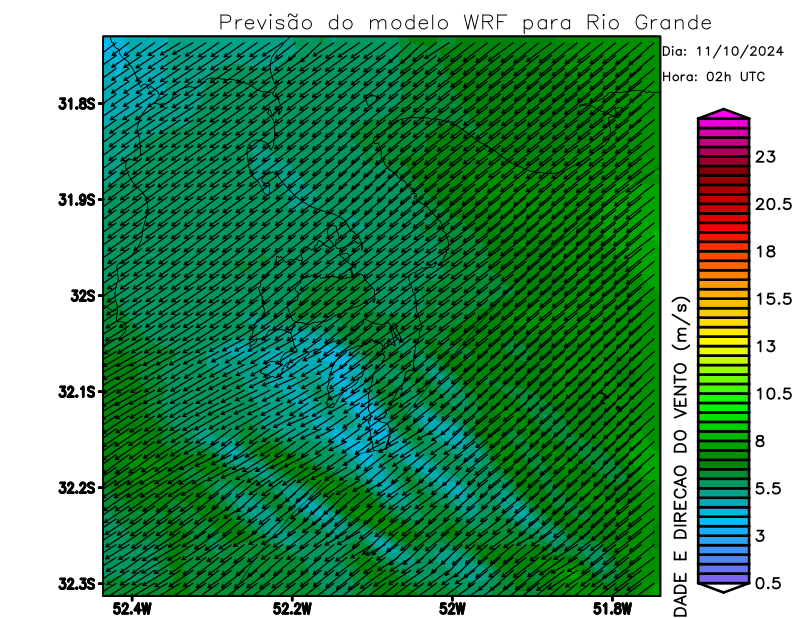 Previsão do modelo WRF para Rio Grande
Dia: 11/10/2024
Hora: 02h UTC
31.8S
31.9S
32S
32.1S
32.2S
32.3S
52.4W
52.2W
52W
51.8W
DADE E DIRECAO DO VENTO (m/s)
23
20.5
18
15.5
13
10.5
8
5.5
3
0.5